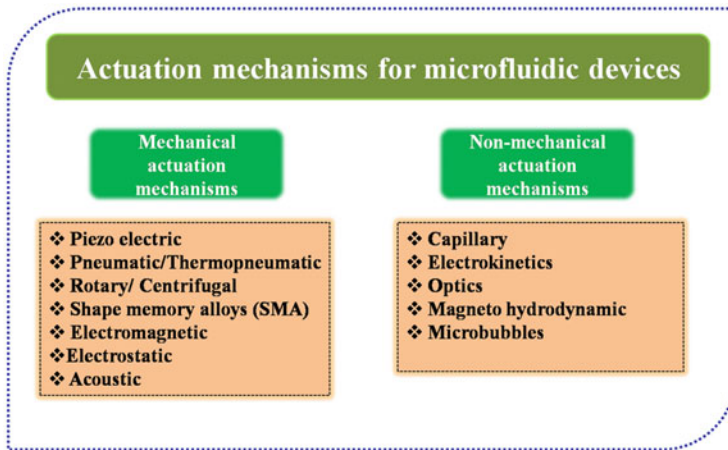 Actuation mechanisms for microfluidic devices
Mechanical
actuation
mechanisms
❖ Piezo electric
❖ Pneumatic/Thermopneumatic
❖ Rotary/ Centrifugal
❖ Shape memory alloys (SMA)
❖ Electromagnetic
❖Electrostatic
❖ Acoustic
Non-mechanical
actuation
mechanisms
❖ Capillary
❖ Electrokinetics
❖ Optics
❖ Magneto hydrodynamic
❖ Microbubbles